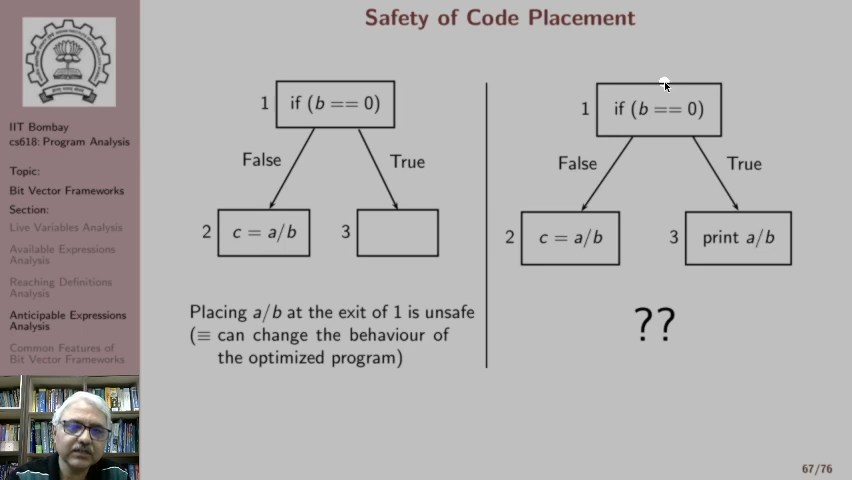 Safety of Code Placement
IIT Bombay
cs618: Program Analysis
Topic:
Bit Vector Frameworks
Section:
Live Variables Analysis
Available Expressions
Analysis
Reaching Definitions
Analysis
Anticipable Expressions
Analysis
Common Features of
Bit Vector Frameworks
1 if (b == 0)
False True
2 c = a/b 3
Placing a/b at the exit of 1 is unsafe
(≡ can change the behaviour of
the optimized program)
1 if (b == 0)
False True
2 c = a/b 3 print a/b
??
67/76